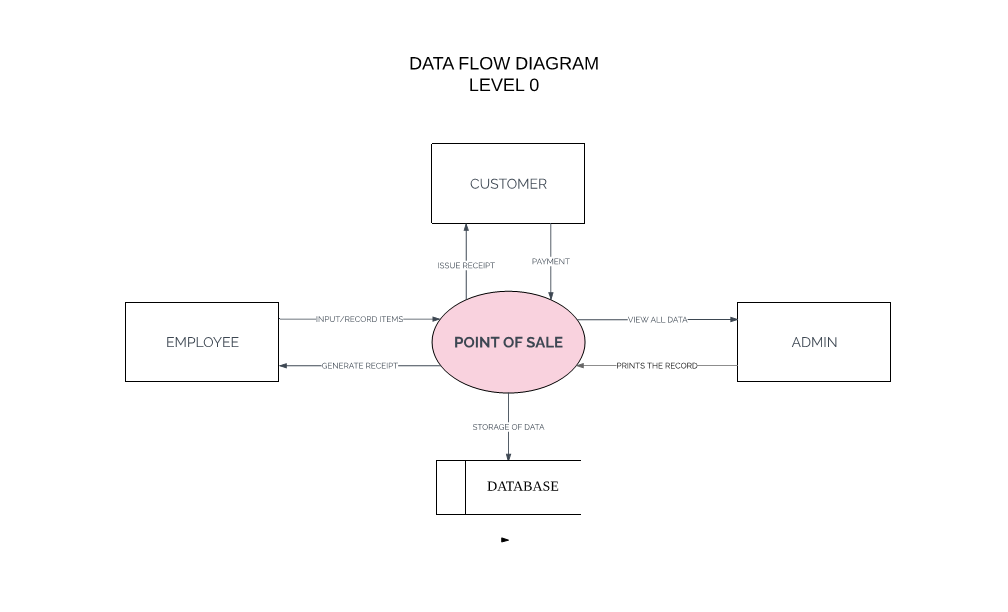 DATA FLOW DIAGRAM
LEVEL 0
CUSTOMER
ISSUE RECEIPT
PAYMENT
EMPLOYEE
INPUT/RECORD ITEMS
GENERATE RECEIPT
POINT OF SALE
VIEW ALL DATA
PRINTS THE RECORD
ADMIN
STORAGE OF DATA
DATABASE